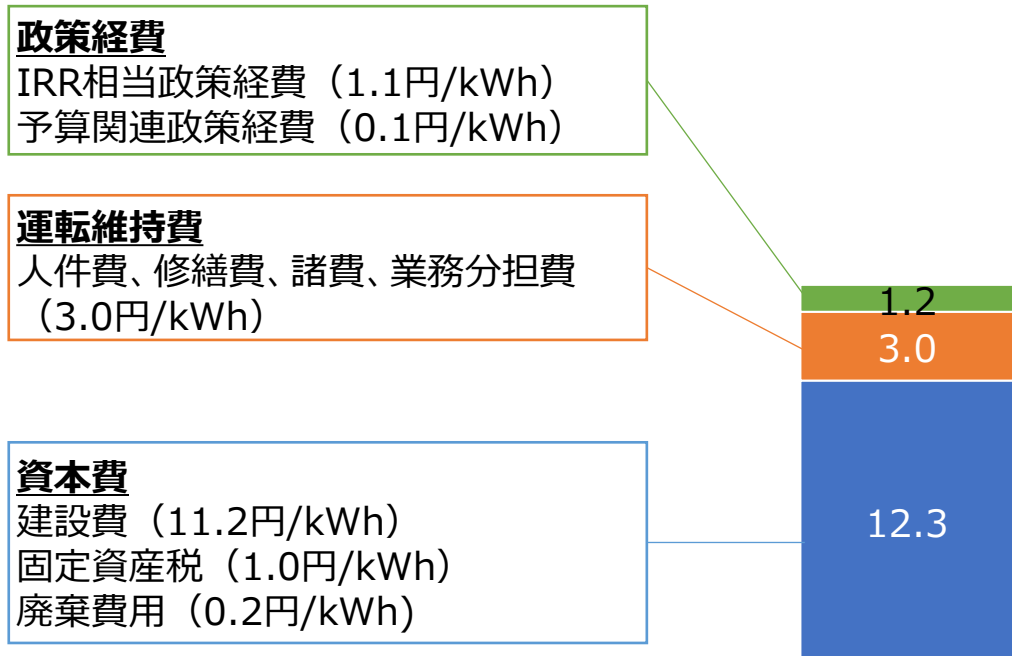 政策経費
IRR相当政策経費（1.1円/kWh）
予算関連政策経費（0.1円/kWh）
運転維持費
人件費、修繕費、諸費、業務分担費
（3.0円/kWh）
資本費
建設費（11.2円/kWh）
固定資産税（1.0円/kWh）
廃棄費用（0.2円/kWh)
1.2
3.0
12.3